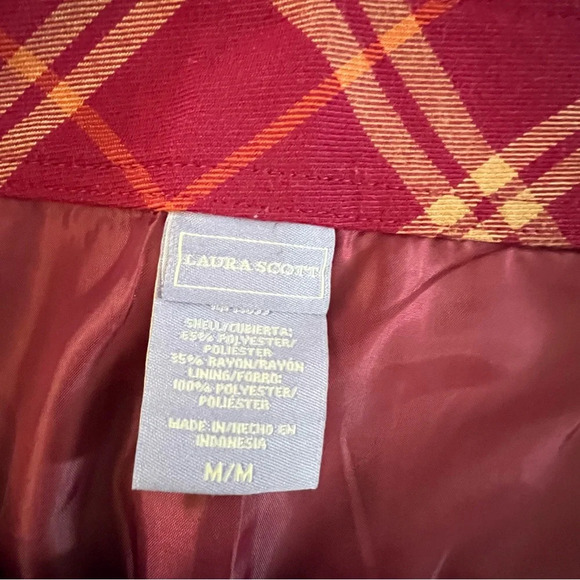 LAURA SCOTT
SHELL/CUBIERTA:
65% POLYESTER/
POLIÉSTER
35% RAYON/RAYÓN
LINING/FORRO:
100% POLYESTER/
POLIÉSTER
MADE IN/HECHO EN
INDONESIA
M/M